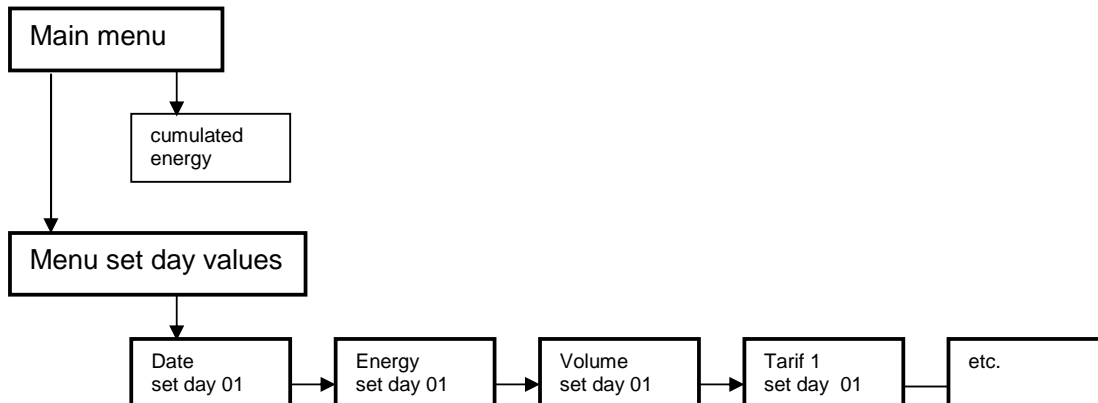 Main menu
cumulated
energy
Menu set day values
Date
set day 01
Energy
set day 01
Volume
set day 01
Tarif 1
set day 01
etc.